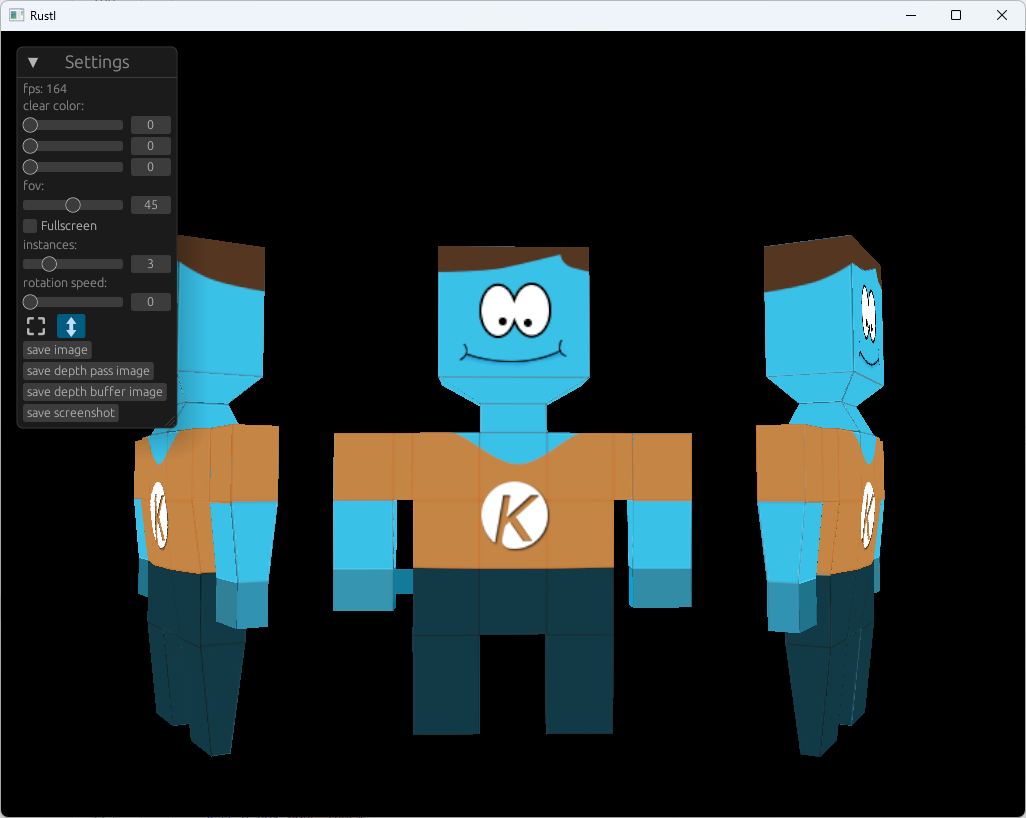 Rustl
Settings
fps: 164
clear color:
0
0
0
fov:
45
Fullscreen
instances:
3
rotation speed:
0
save image
save depth pass image
save depth buffer image
save screenshot
K
K
K